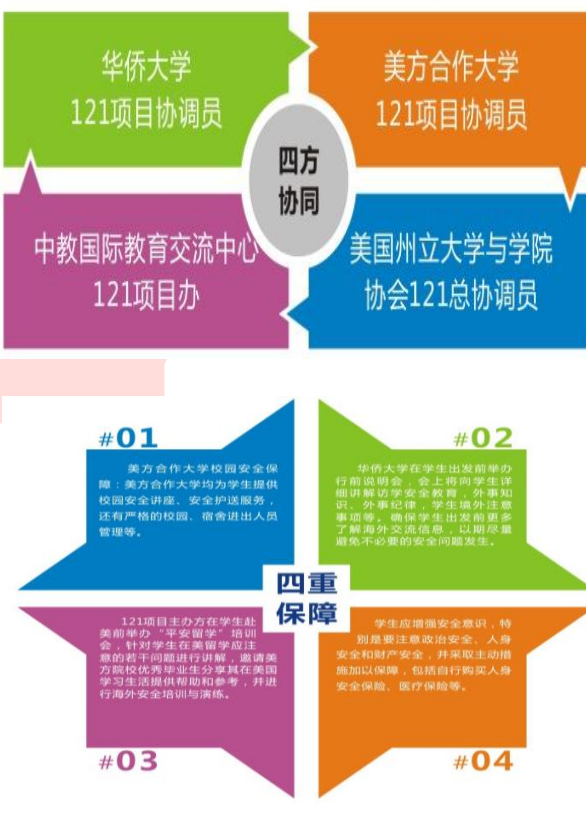 华侨大学
121项目协调员
美方合作大学
121项目协调员
四方
协同
中教国际教育交流中心
121项目办
美国州立大学与学院
协会121总协调员
#01
美方合作大学校园安全保
障：美方合作大学均为学生提供
校园安全讲座、安全护送服务，
还有严格的校园、宿舍进出人员
管理等。
#02
华侨大学在学生出发前举办
行前说明会，会上将向学生详
细讲解访学安全教育，外事知
识、外事纪律，学生境外注意
事项等。确保学生出发前更多
了解海外交流信息，以期尽量
避免不必要的安全问题发生。
四重
保障
121项目主办方在学生赴
美前举办“平安留学”培训
会，针对学生在美留学应注
意的若干问题进行讲解，邀请美
方院校优秀毕业生分享其在美国
学习生活提供帮助和参考，并进
行海外安全培训与演练。
#03
学生应增强安全意识，特
别是要注意政治安全、人身
安全和财产安全，并采取主动措
施加以保障，包括自行购买人身
安全保险、医疗保险等。
#04